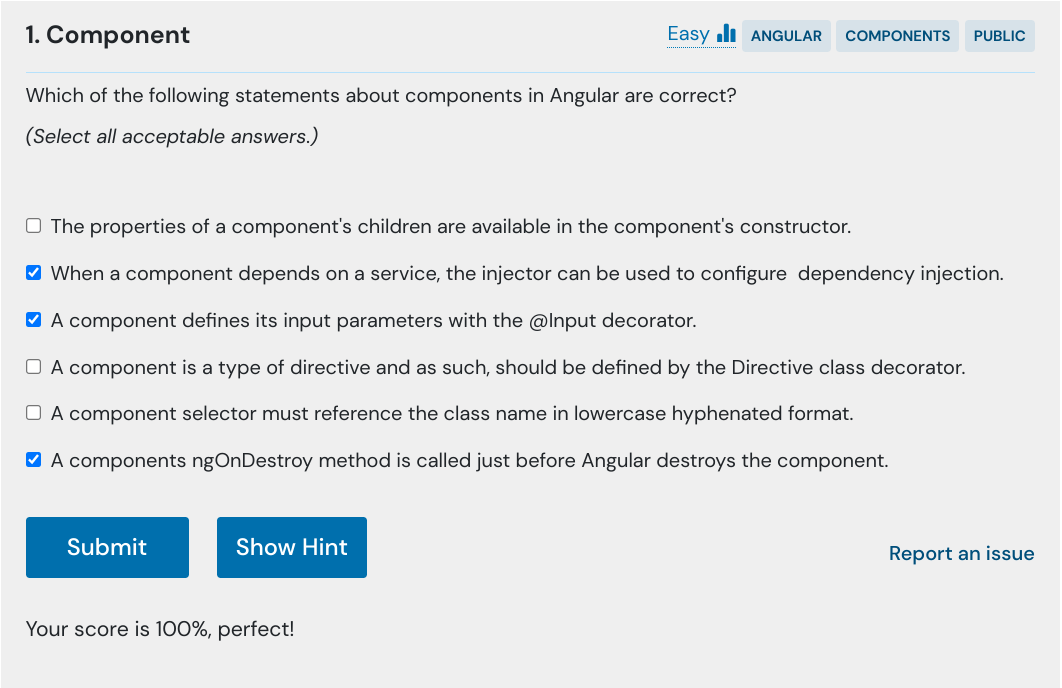 1. Component
Easy ANGULAR COMPONENTS PUBLIC
Which of the following statements about components in Angular are correct?
(Select all acceptable answers.)
The properties of a component's children are available in the component's constructor.
When a component depends on a service, the injector can be used to configure  dependency injection.
A component defines its input parameters with the @Input decorator.
A component is a type of directive and as such, should be defined by the Directive class decorator.
A component selector must reference the class name in lowercase hyphenated format.
A components ngOnDestroy method is called just before Angular destroys the component.
Submit Show Hint
Report an issue
Your score is 100%, perfect!